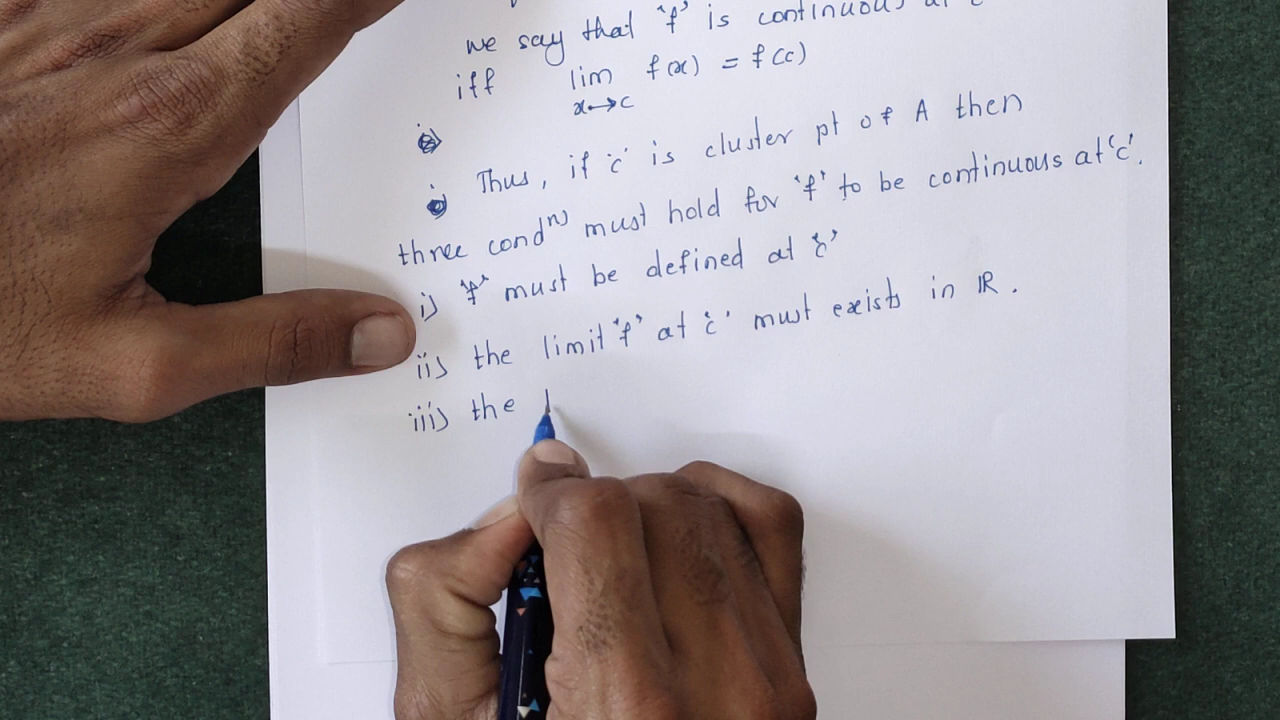 we say that 'f' is continuous at c
iff lim f(x) = f(c)
x→c
Thus, if 'c' is cluster pt of A then
three condⁿ) must hold for 'f' to be continuous at 'c'.
i) 'f' must be defined at 'c'
ii) the limit 'f' at 'c' must exists in ℝ.
iii) the